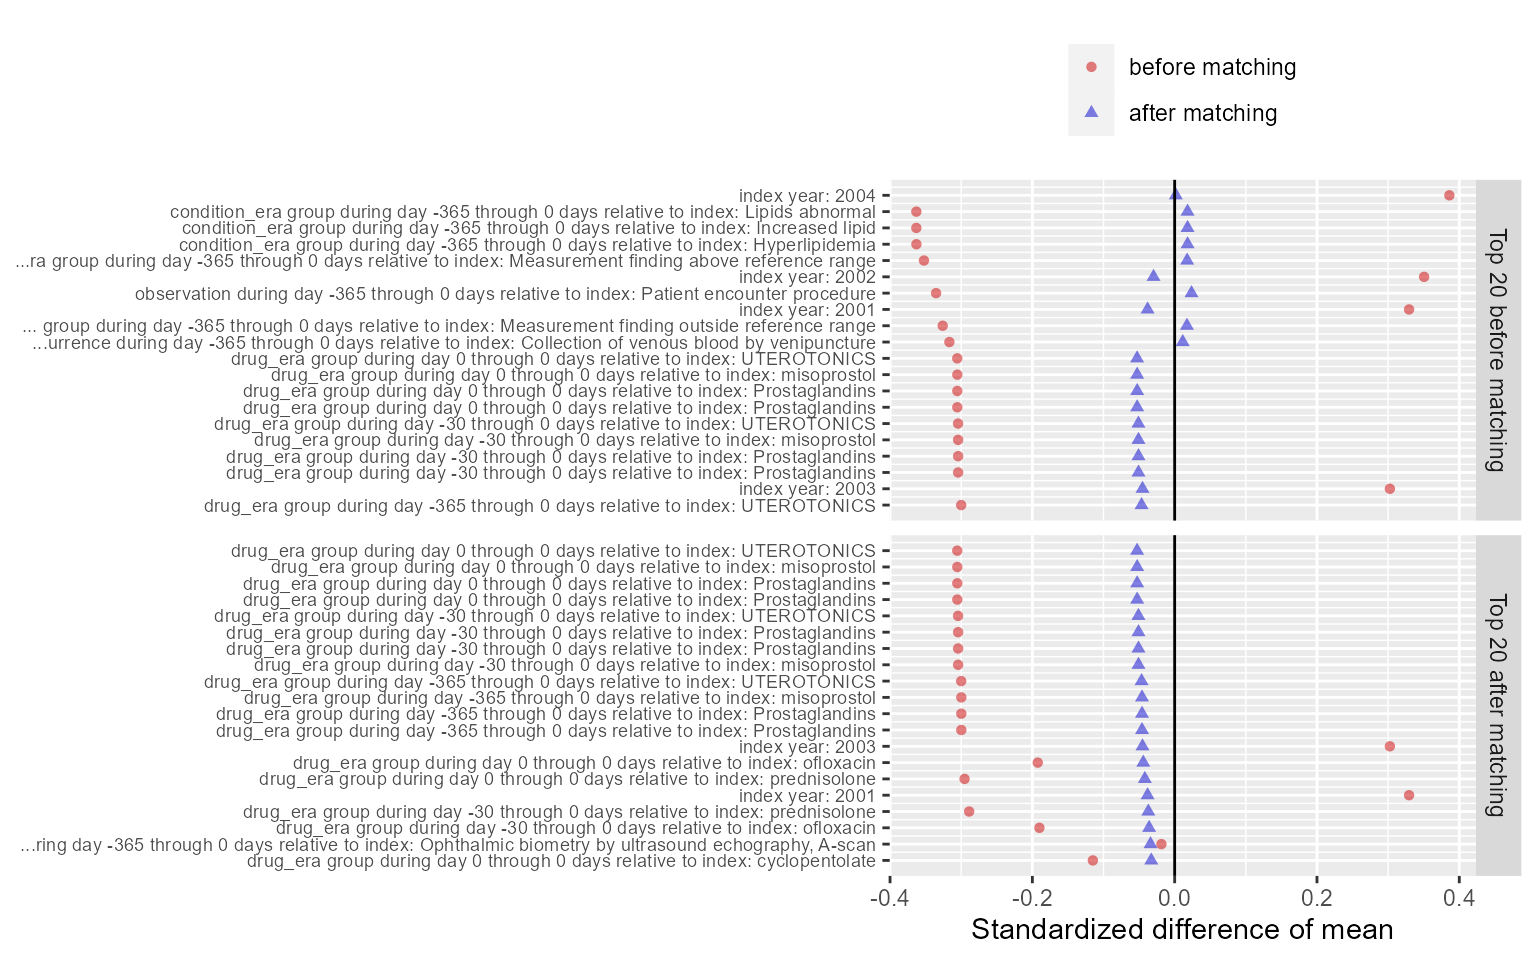 before matching
after matching
index year: 2004
condition_era group during day -365 through 0 days relative to index: Lipids abnormal
condition_era group during day -365 through 0 days relative to index: Increased lipid
condition_era group during day -365 through 0 days relative to index: Hyperlipidemia
...ra group during day -365 through 0 days relative to index: Measurement finding above reference range
index year: 2002
observation during day -365 through 0 days relative to index: Patient encounter procedure
index year: 2001
... group during day -365 through 0 days relative to index: Measurement finding outside reference range
...urrence during day -365 through 0 days relative to index: Collection of venous blood by venipuncture
drug_era group during day 0 through 0 days relative to index: UTEROTONICS
drug_era group during day 0 through 0 days relative to index: misoprostol
drug_era group during day 0 through 0 days relative to index: Prostaglandins
drug_era group during day 0 through 0 days relative to index: Prostaglandins
drug_era group during day -30 through 0 days relative to index: UTEROTONICS
drug_era group during day -30 through 0 days relative to index: misoprostol
drug_era group during day -30 through 0 days relative to index: Prostaglandins
drug_era group during day -30 through 0 days relative to index: Prostaglandins
index year: 2003
drug_era group during day -365 through 0 days relative to index: UTEROTONICS
Top 20 before matching
drug_era group during day 0 through 0 days relative to index: UTEROTONICS
drug_era group during day 0 through 0 days relative to index: misoprostol
drug_era group during day 0 through 0 days relative to index: Prostaglandins
drug_era group during day 0 through 0 days relative to index: Prostaglandins
drug_era group during day -30 through 0 days relative to index: UTEROTONICS
drug_era group during day -30 through 0 days relative to index: Prostaglandins
drug_era group during day -30 through 0 days relative to index: Prostaglandins
drug_era group during day -30 through 0 days relative to index: misoprostol
drug_era group during day -365 through 0 days relative to index: UTEROTONICS
drug_era group during day -365 through 0 days relative to index: misoprostol
drug_era group during day -365 through 0 days relative to index: Prostaglandins
drug_era group during day -365 through 0 days relative to index: Prostaglandins
index year: 2003
drug_era group during day 0 through 0 days relative to index: ofloxacin
drug_era group during day 0 through 0 days relative to index: prednisolone
index year: 2001
drug_era group during day -30 through 0 days relative to index: prednisolone
drug_era group during day -30 through 0 days relative to index: ofloxacin
...ring day -365 through 0 days relative to index: Ophthalmic biometry by ultrasound echography, A-scan
drug_era group during day 0 through 0 days relative to index: cyclopentolate
Top 20 after matching
-0.4 -0.2 0.0 0.2 0.4
Standardized difference of mean